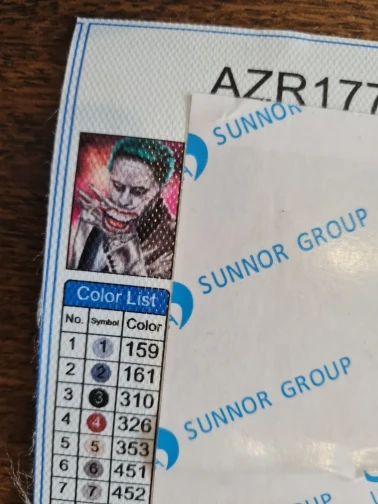 AZR177
SUNNOR
SUNNOR GROUP
SUNNOR GROUP
Color List
No. Symbol Color
1 1 159
2 2 161
3 3 310
4 4 326
5 5 353
6 6 451
7 7 452